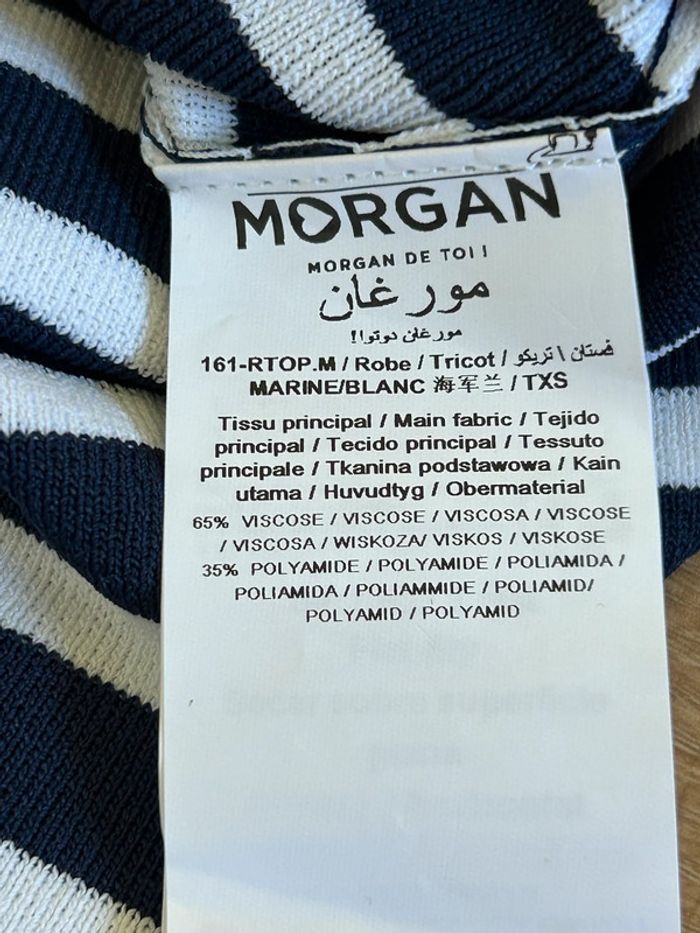 MORGAN
MORGAN DE TOI !
مورغان
مورغان دوتوا!
161-RTOP.M / Robe / Tricot / فستان \ تريكو
MARINE/BLANC 海军兰 / TXS
Tissu principal / Main fabric / Tejido
principal / Tecido principal / Tessuto
principale / Tkanina podstawowa / Kain
utama / Huvudtyg / Obermaterial
65% VISCOSE / VISCOSE / VISCOSA / VISCOSE
/ VISCOSA / WISKOZA/ VISKOS / VISKOSE
35% POLYAMIDE / POLYAMIDE / POLIAMIDA /
POLIAMIDA / POLIAMMIDE / POLIAMID/
POLYAMID / POLYAMID